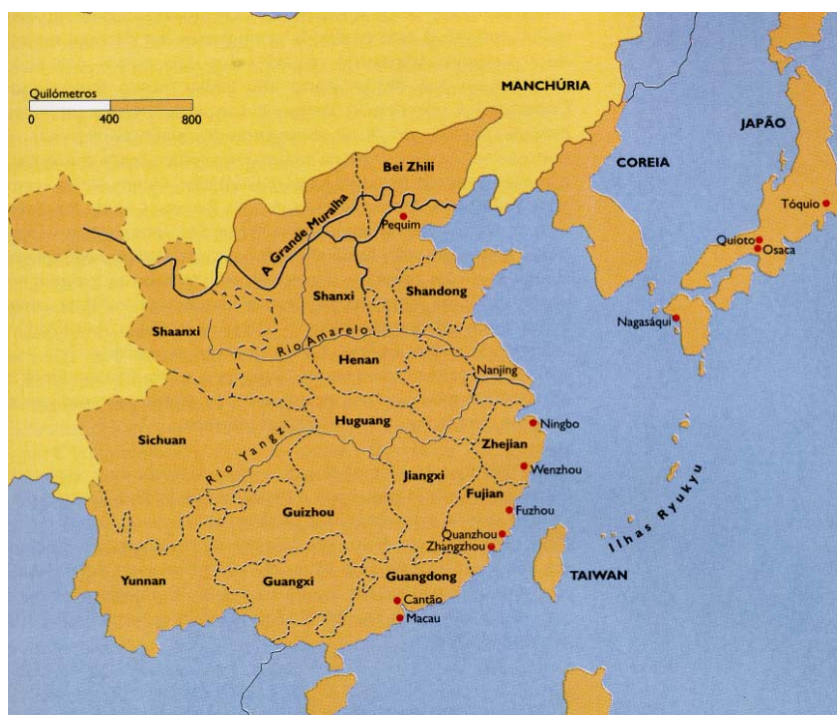 Quilómetros
0 400 800
MANCHÚRIA
JAPÃO
COREIA
Bei Zhili
A Grande Muralha
Pequim
Tóquio
Quioto
Osaca
Shanxi
Shandong
Nagasáqui
Shaanxi
Rio Amarelo
Henan
Nanjing
Huguang
Ningbo
Sichuan
Rio Yangzi
Zhejian
Wenzhou
Jiangxi
Fujian
Ilhas Ryukyu
Guizhou
Fuzhou
Quanzhou
Zhangzhou
Yunnan
Guangxi
Guangdong
TAIWAN
Cantão
Macau